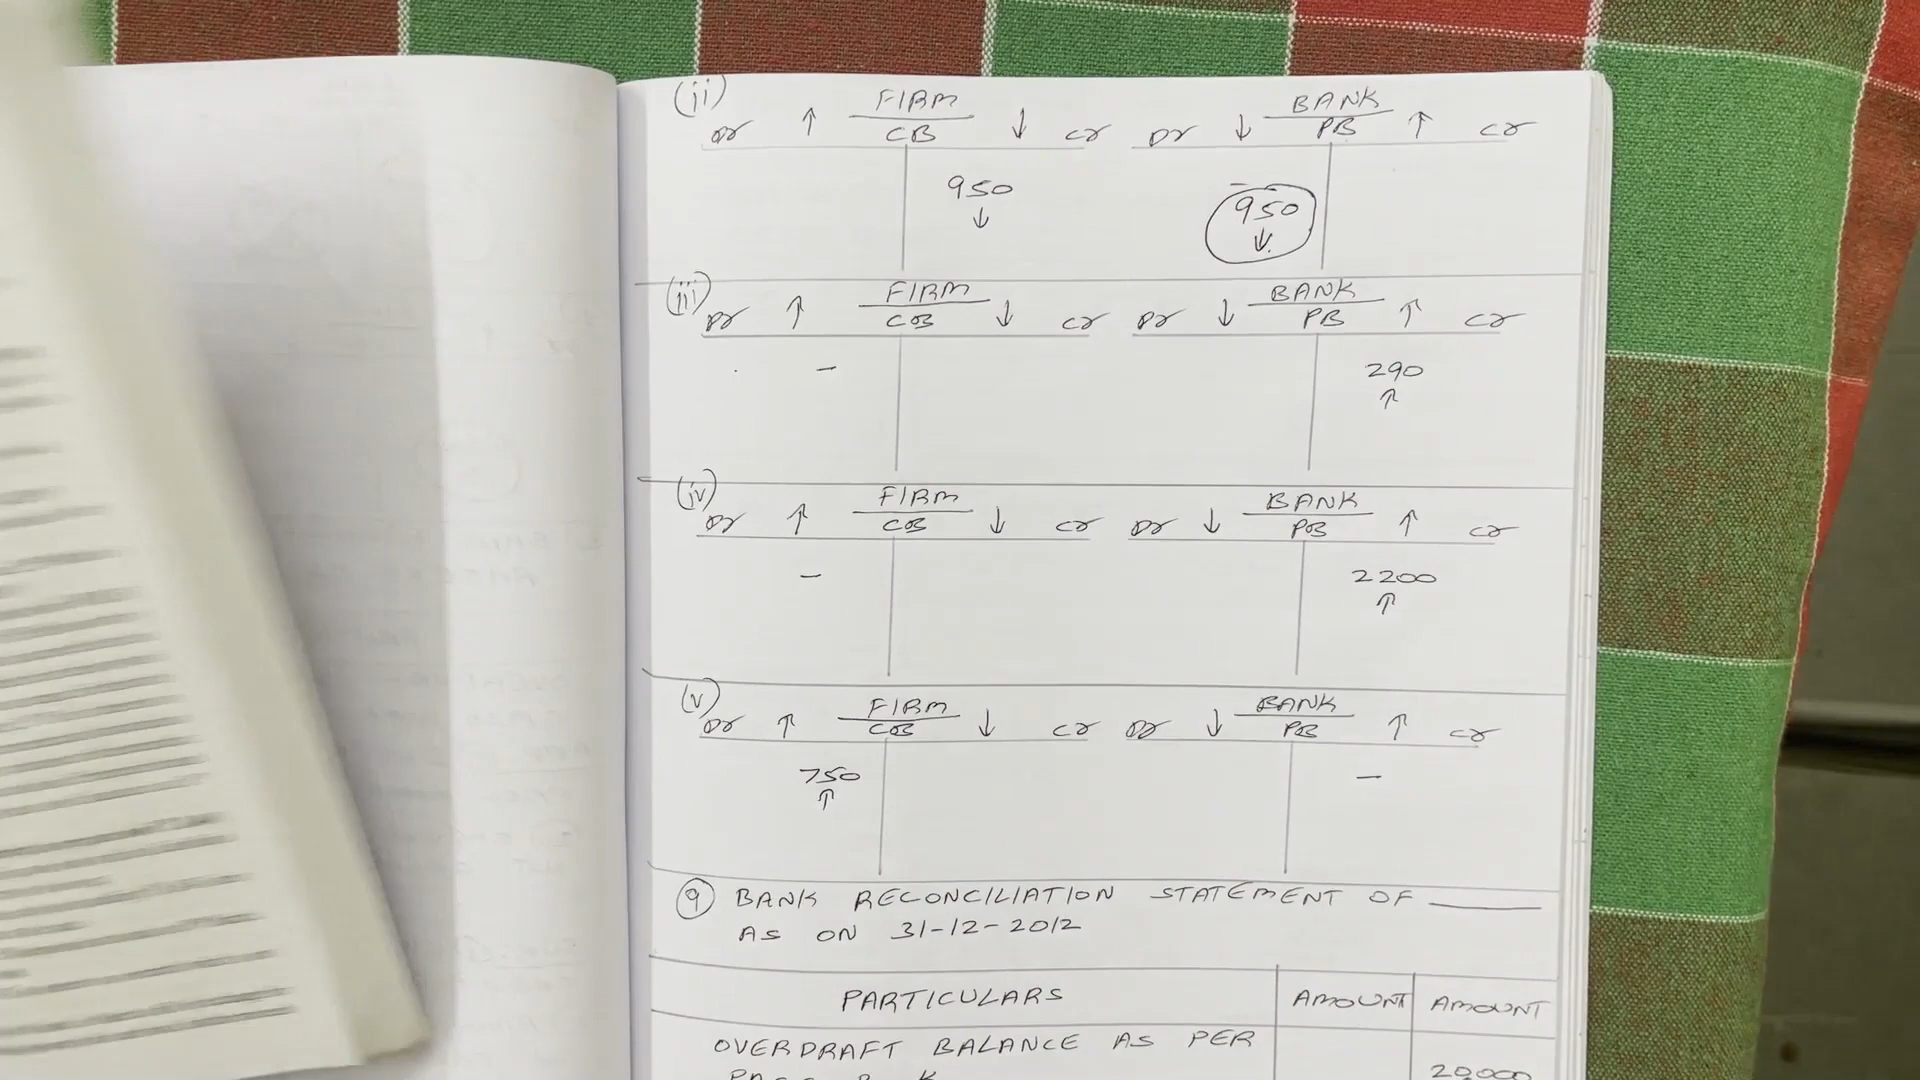 (ii)
FIRM BANK
Dr ↑ CB ↓ Cr Dr ↓ PB ↑ Cr
950 950
↓ ↓
(iii)
FIRM BANK
Dr ↑ CB ↓ Cr Dr ↓ PB ↑ Cr
- 290
↑
(iv)
FIRM BANK
Dr ↑ CB ↓ Cr Dr ↓ PB ↑ Cr
- 2200
↑
(v)
FIRM BANK
Dr ↑ CB ↓ Cr Dr ↓ PB ↑ Cr
750 -
↑
9 BANK RECONCILIATION STATEMENT OF ____
AS ON 31-12-2012
PARTICULARS AMOUNT AMOUNT
OVERDRAFT BALANCE AS PER
20,000